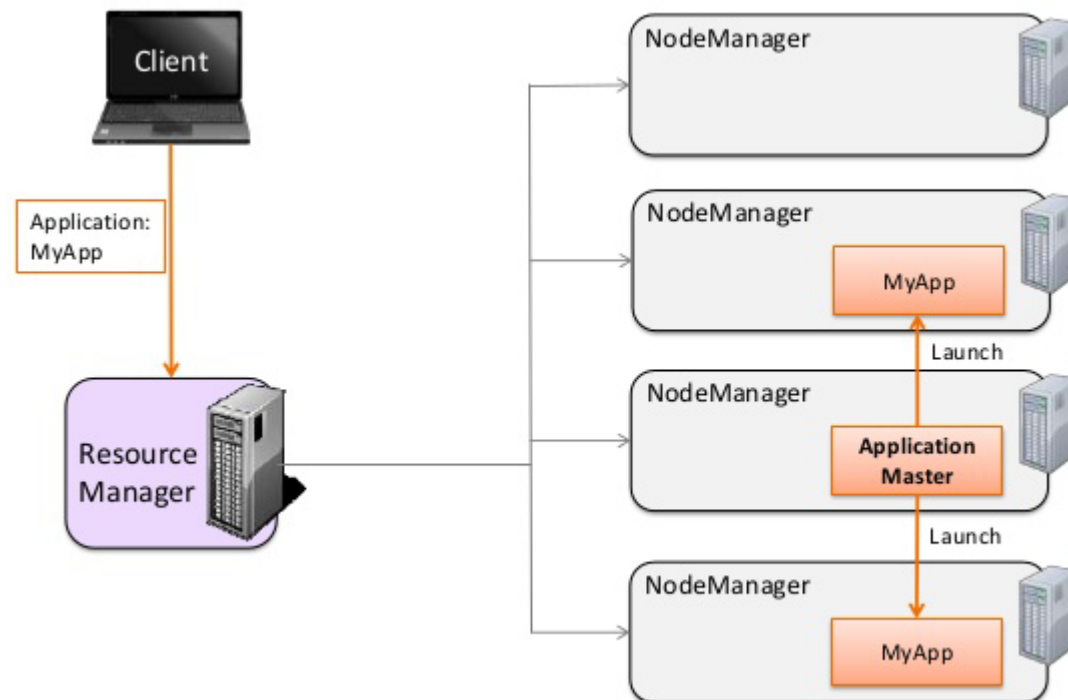 Client
Application:
MyApp
Resource
Manager
NodeManager
NodeManager
MyApp
Launch
NodeManager
Application
Master
Launch
NodeManager
MyApp